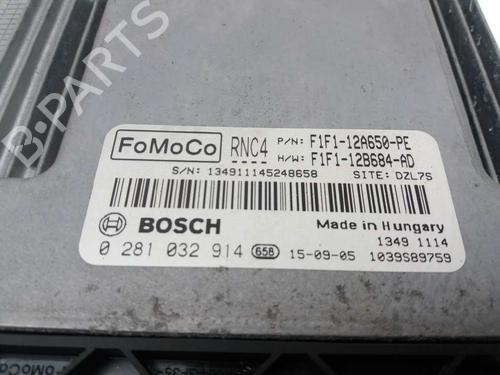 FoMoCo RNC4 P/N: F1F1-12A650-PE
H/W: F1F1-12B684-AD
S/N: 134911145248658 SITE: DZL7S
BOSCH Made in Hungary
1349 1114
0 281 032 914 658 15-09-05 1039S89759
B-PARTS